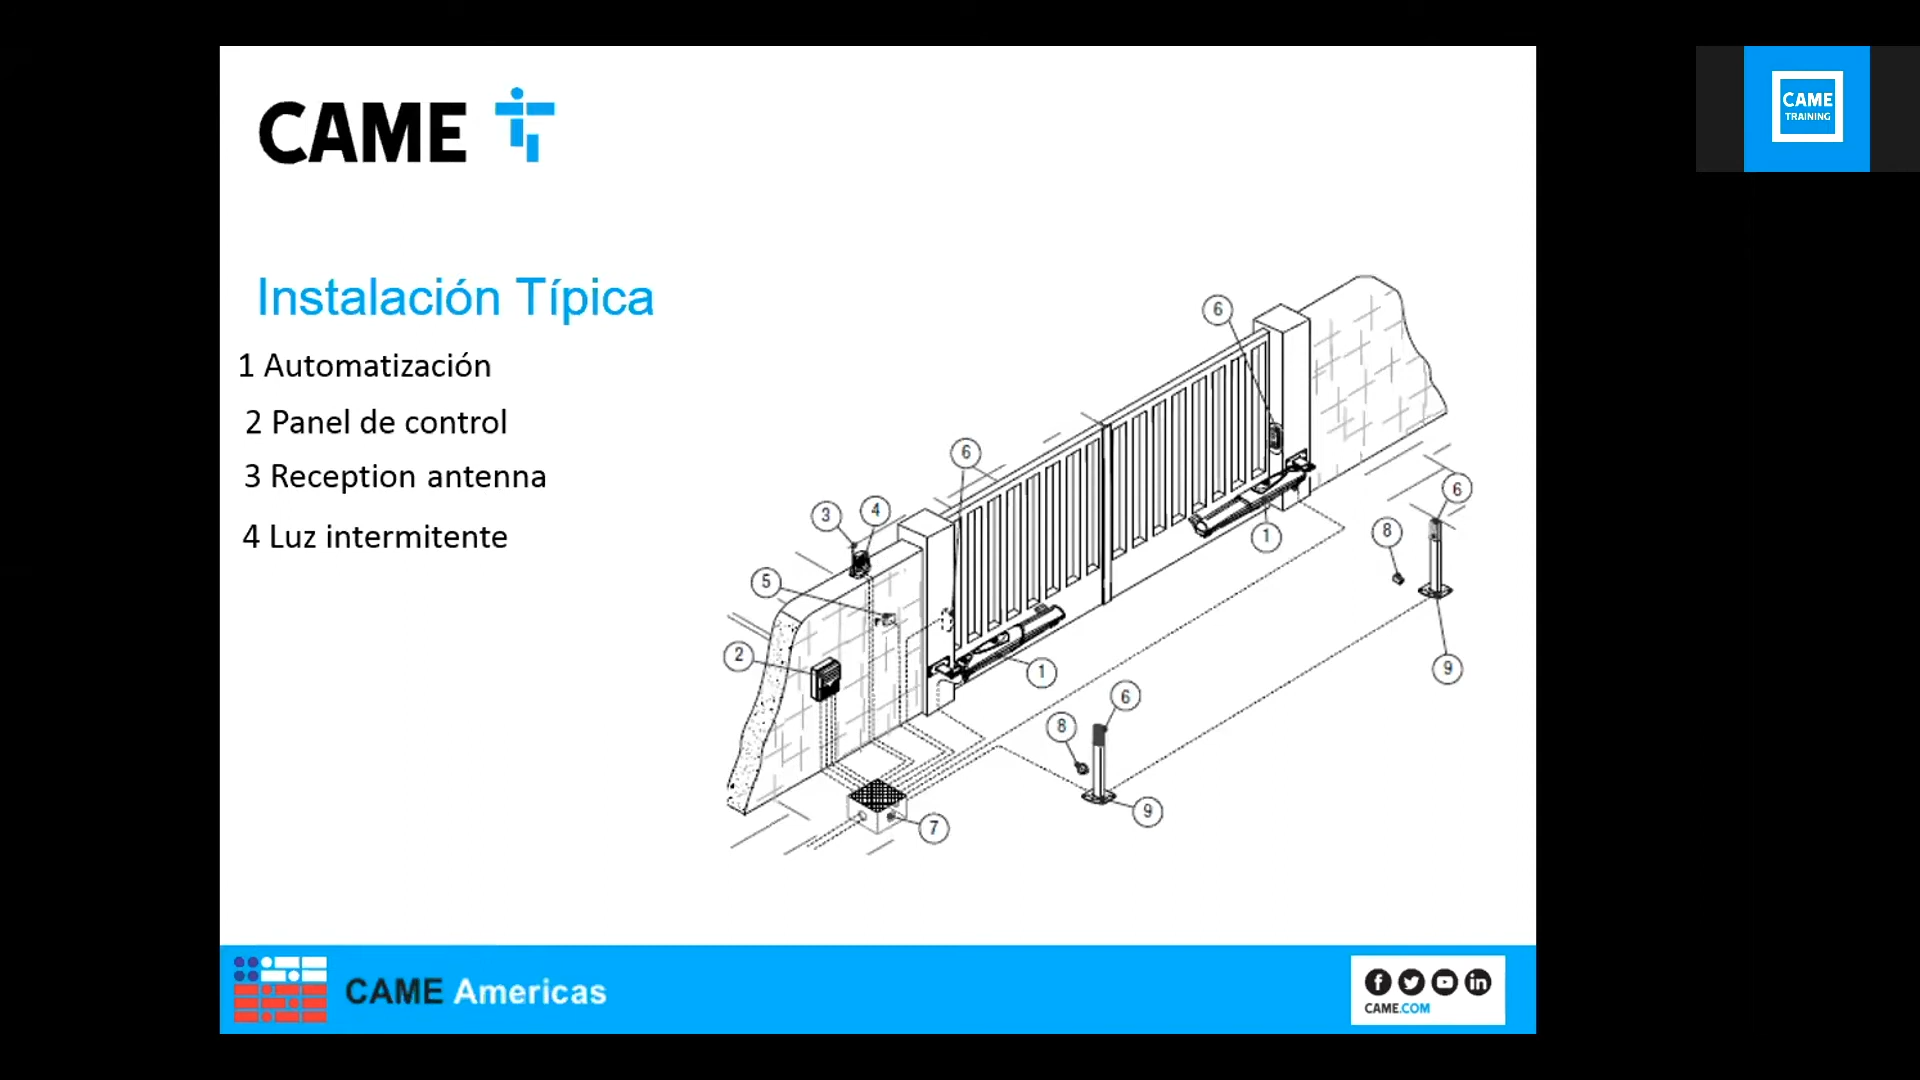 CAME
CAME
TRAINING
Instalación Típica
1 Automatización
2 Panel de control
3 Reception antenna
4 Luz intermitente
6
6
6
3
4
8
1
5
2
1
9
6
8
9
7
CAME Americas
CAME.COM